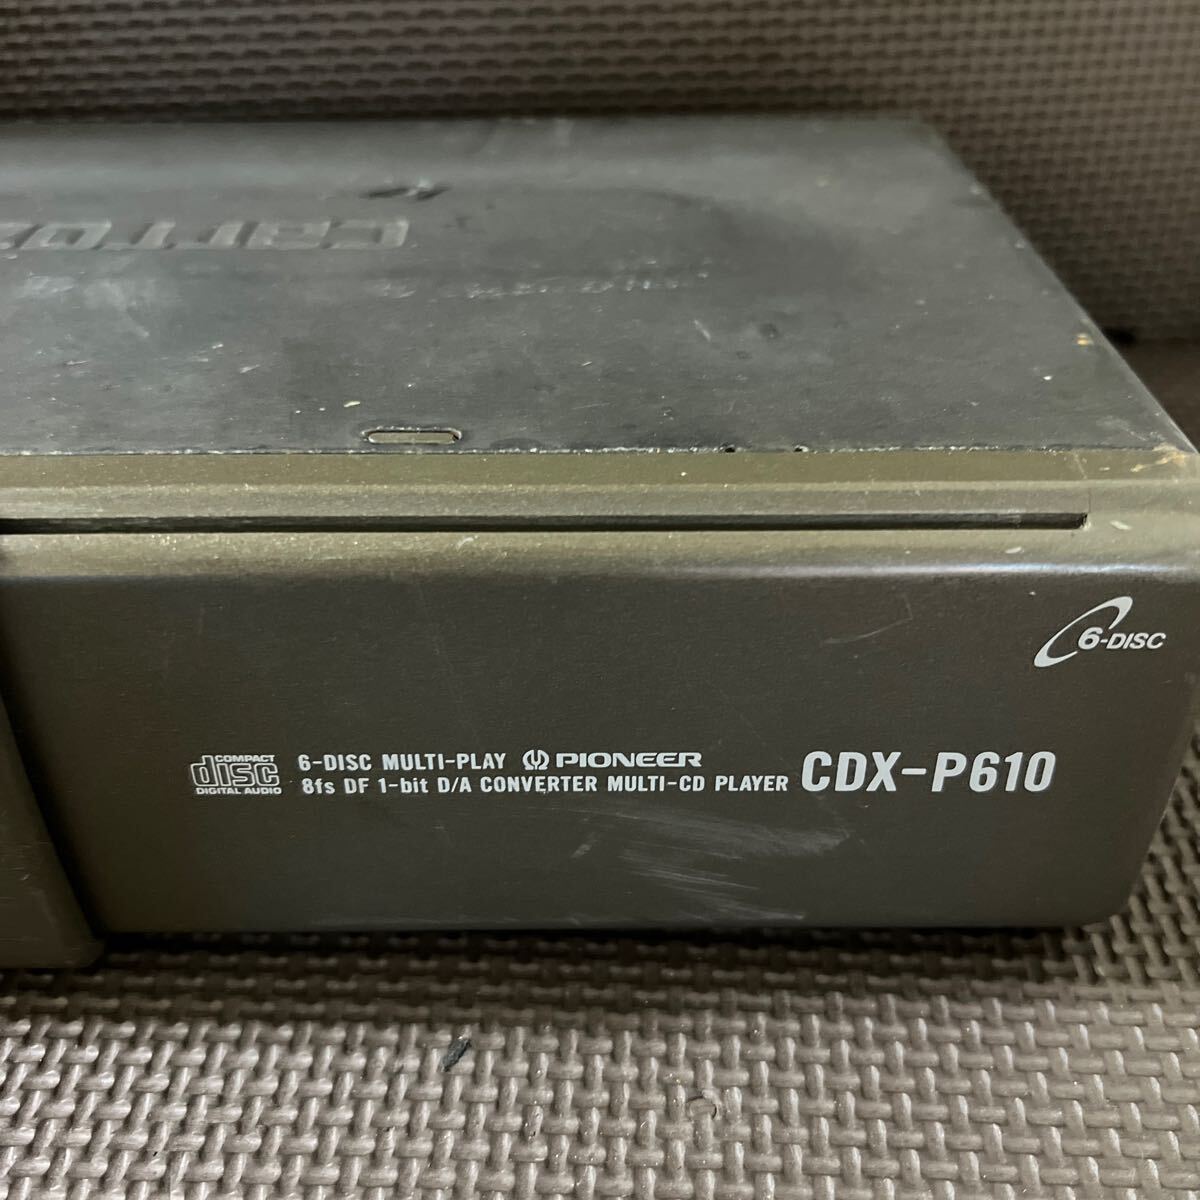 carro
6-DISC
COMPACT
disc
DIGITAL AUDIO
6-DISC MULTI-PLAY PIONEER
8fs DF 1-bit D/A CONVERTER MULTI-CD PLAYER
CDX-P610